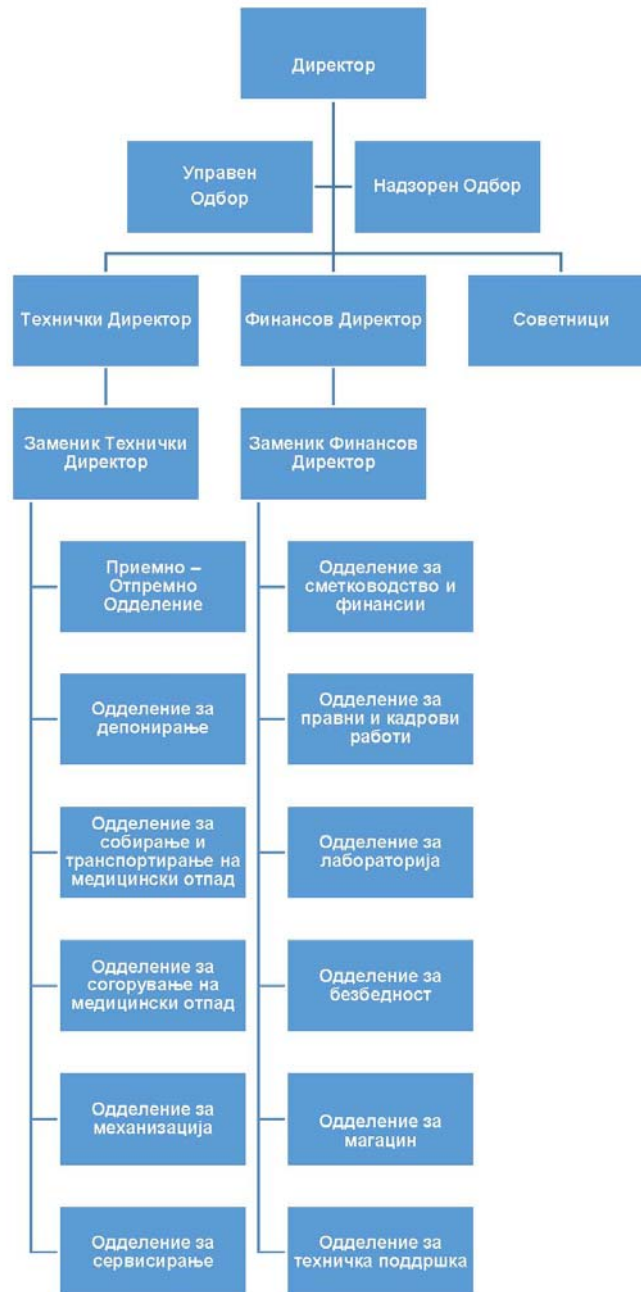 Директор
Управен
Одбор
Надзорен Одбор
Технички Директор
Финансов Директор
Советници
Заменик Технички
Директор
Заменик Финансов
Директор
Приемно –
Отпремно
Одделение
Одделение за
сметководство и
финансии
Одделение за
депонирање
Одделение за
правни и кадрови
работи
Одделение за
собирање и
транспортирање на
медицински отпад
Одделение за
лабораторија
Одделение за
согорување на
медицински отпад
Одделение за
безбедност
Одделение за
механизација
Одделение за
магацин
Одделение за
сервисирање
Одделение за
техничка поддршка